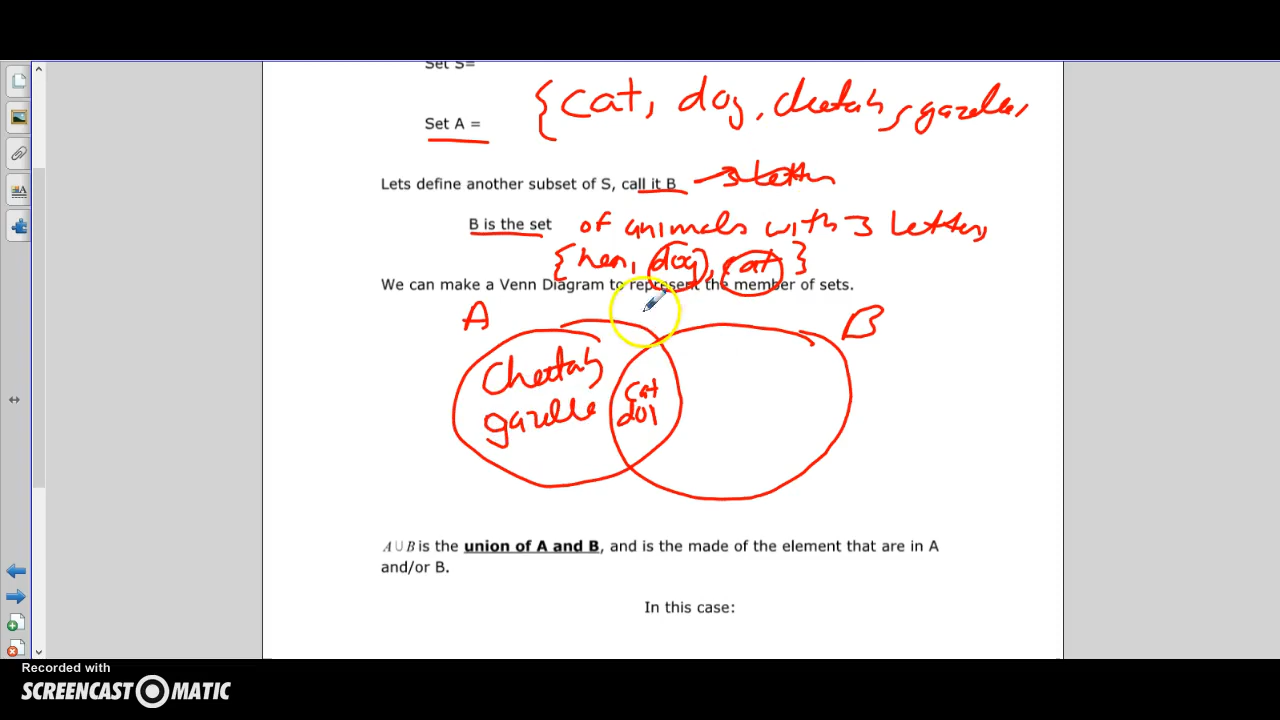 Set S=
{cat, dog, cheetah, gazelle,
Set A =
Lets define another subset of S, call it B → 3 letters
B is the set of animals with 3 letters,
{hen, dog, cat}
We can make a Venn Diagram to represent the member of sets.
A
B
Cheetah
gazelle
cat
dog
A ∪ B is the union of A and B, and is the made of the element that are in A
and/or B.
In this case:
Recorded with
SCREENCAST MATIC